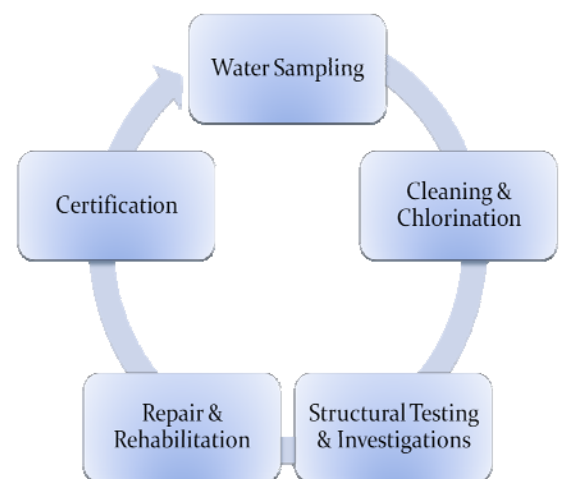 Water Sampling
Cleaning &
Chlorination
Structural Testing
& Investigations
Repair &
Rehabilitation
Certification